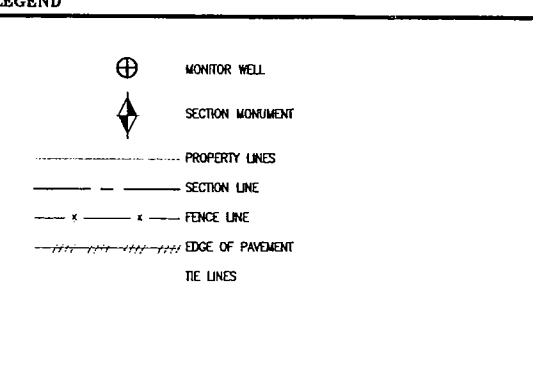 LEGEND
MONITOR WELL
SECTION MONUMENT
PROPERTY LINES
SECTION LINE
x x FENCE LINE
EDGE OF PAVEMENT
TIE LINES